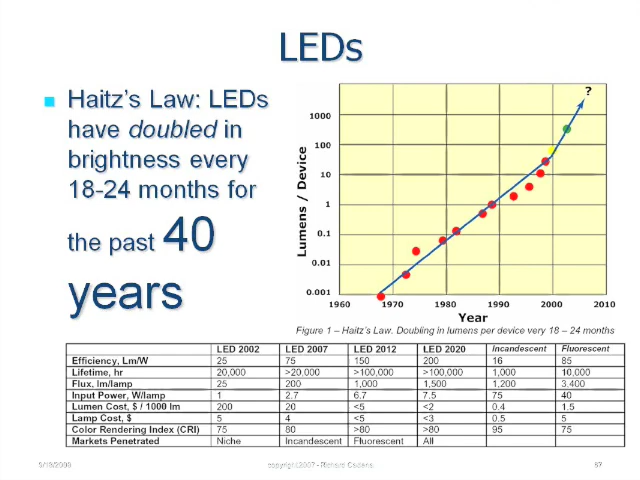 LEDs
Haitz's Law: LEDs
have doubled in
brightness every
18-24 months for
the past 40
years
?
1000
100
10
1
0.1
0.01
0.001
Lumens / Device
1960 1970 1980 1990 2000 2010
Year
Figure 1 – Haitz's Law. Doubling in lumens per device very 18 – 24 months
LED 2002 LED 2007 LED 2012 LED 2020 Incandescent Fluorescent
Efficiency, Lm/W 25 75 150 200 16 85
Lifetime, hr 20,000 >20,000 >100,000 >100,000 1,000 10,000
Flux, lm/lamp 25 200 1,000 1,500 1,200 3,400
Input Power, W/lamp 1 2.7 6.7 7.5 75 40
Lumen Cost, $ / 1000 lm 200 20 <5 <2 0.4 1.5
Lamp Cost, $ 5 4 <5 <3 0.5 5
Color Rendering Index (CRI) 75 80 >80 >80 95 75
Markets Penetrated Niche Incandescent Fluorescent All
copyright 2007 - Richard